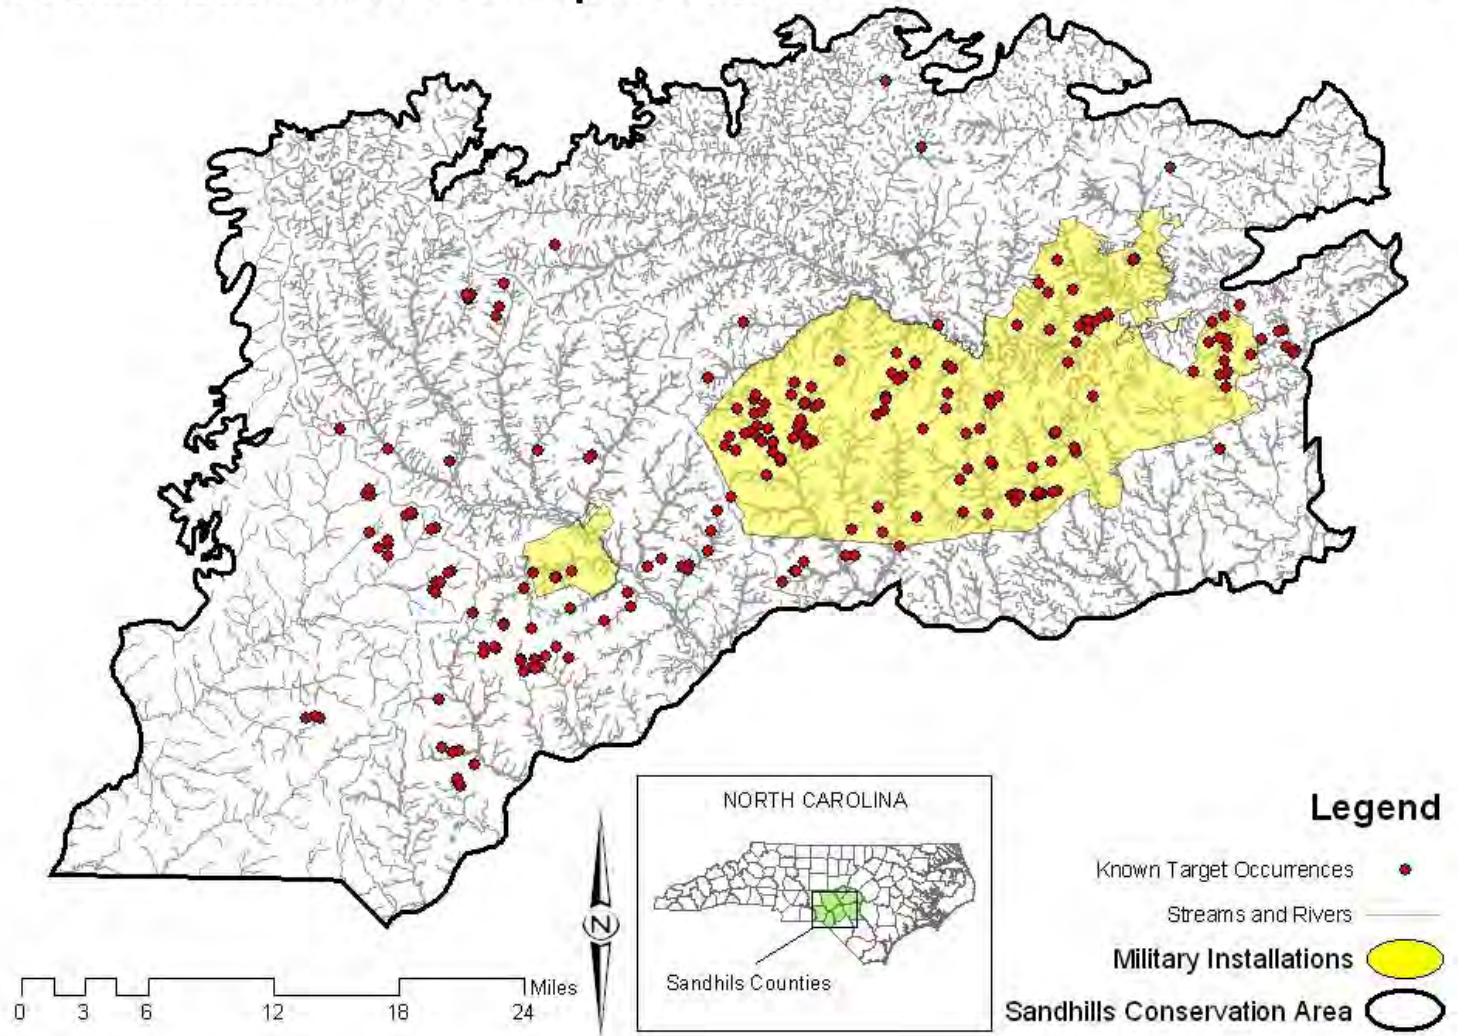 NORTH CAROLINA
Sandhills Counties
N
0 3 6 12 18 24 Miles
Legend
Known Target Occurrences
Streams and Rivers
Military Installations
Sandhills Conservation Area